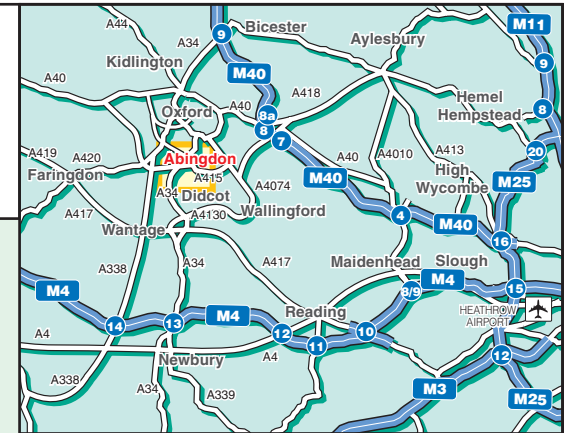 A44
A34
9
Bicester
Aylesbury
M11
Kidlington
M40
9
A40
A418
Hemel
Hempstead
8
Oxford
A40
8a
8
7
20
A419
A420
Abingdon
A40
A4010
A413
Faringdon
A415
M40
High
Wycombe
M25
A34
Didcot
A4074
A417
A4130
Wallingford
4
M40
Wantage
16
A338
A34
A417
Maidenhead
Slough
M4
8/9
M4
15
HEATHROW
AIRPORT
14
13
M4
Reading
12
11
10
A4
Newbury
A4
12
A338
A34
A339
M3
M25